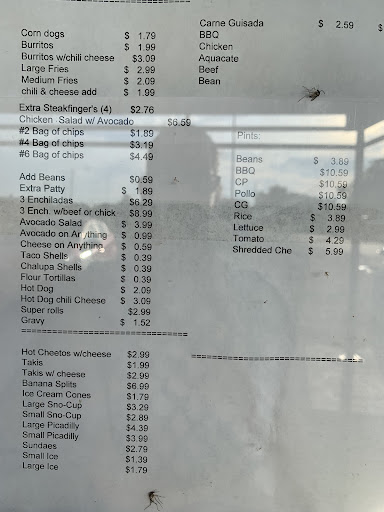 Corn dogs $ 1.79
Burritos $ 1.99
Burritos w/chili cheese $3.09
Large Fries $ 2.99
Medium Fries $ 2.09
chili & cheese add $ 1.99
Extra Steakfinger's (4) $2.76
Chicken Salad w/ Avocado $6.59
#2 Bag of chips $1.89
#4 Bag of chips $3.19
#6 Bag of chips $4.49
Add Beans $0.59
Extra Patty $ 1.89
3 Enchiladas $6.29
3 Ench. w/beef or chick $8.99
Avocado Salad $ 3.99
Avocado on Anything $ 0.99
Cheese on Anything $ 0.59
Taco Shells $ 0.39
Chalupa Shells $ 0.39
Flour Tortillas $ 0.39
Hot Dog $ 2.09
Hot Dog chili Cheese $ 3.09
Super rolls $2.99
Gravy $ 1.52
Hot Cheetos w/cheese $2.99
Takis $1.99
Takis w/ cheese $2.99
Banana Splits $6.99
Ice Cream Cones $1.79
Large Sno-Cup $3.29
Small Sno-Cup $2.89
Large Picadilly $4.39
Small Picadilly $3.99
Sundaes $2.79
Small Ice $1.39
Large Ice $1.79
Carne Guisada $ 2.59 $
BBQ
Chicken
Aquacate
Beef
Bean
Pints:
Beans $ 3.89
BBQ $10.59
CP $10.59
Pollo $10.59
CG $10.59
Rice $ 3.89
Lettuce $ 2.99
Tomato $ 4.29
Shredded Che $ 5.99